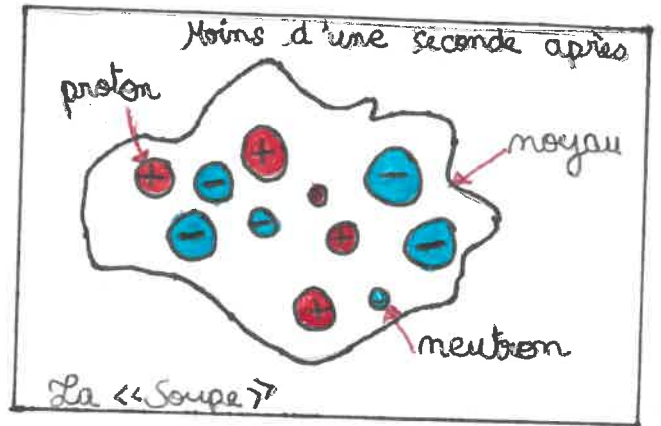 Moins d'une seconde après
proton
noyau
+
-
+
-
-
-
+
-
+
neutron
La <<Soupe>>